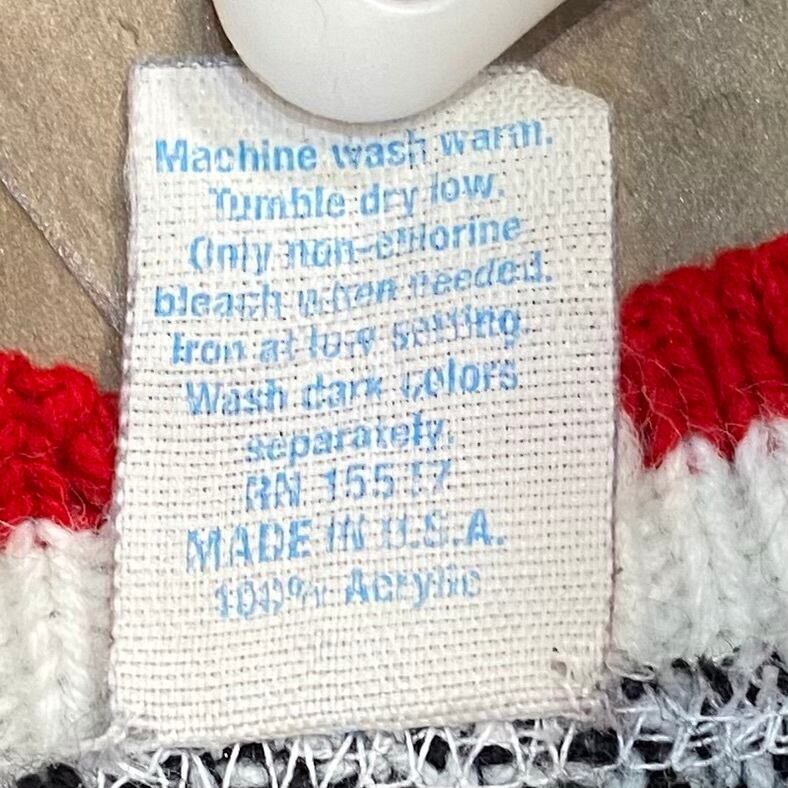 Machine wash warm.
Tumble dry low.
Only non-chlorine
bleach when needed.
Iron at low setting
Wash dark colors
separately.
RN
MADE IN U.S.A.
100% Acrylic